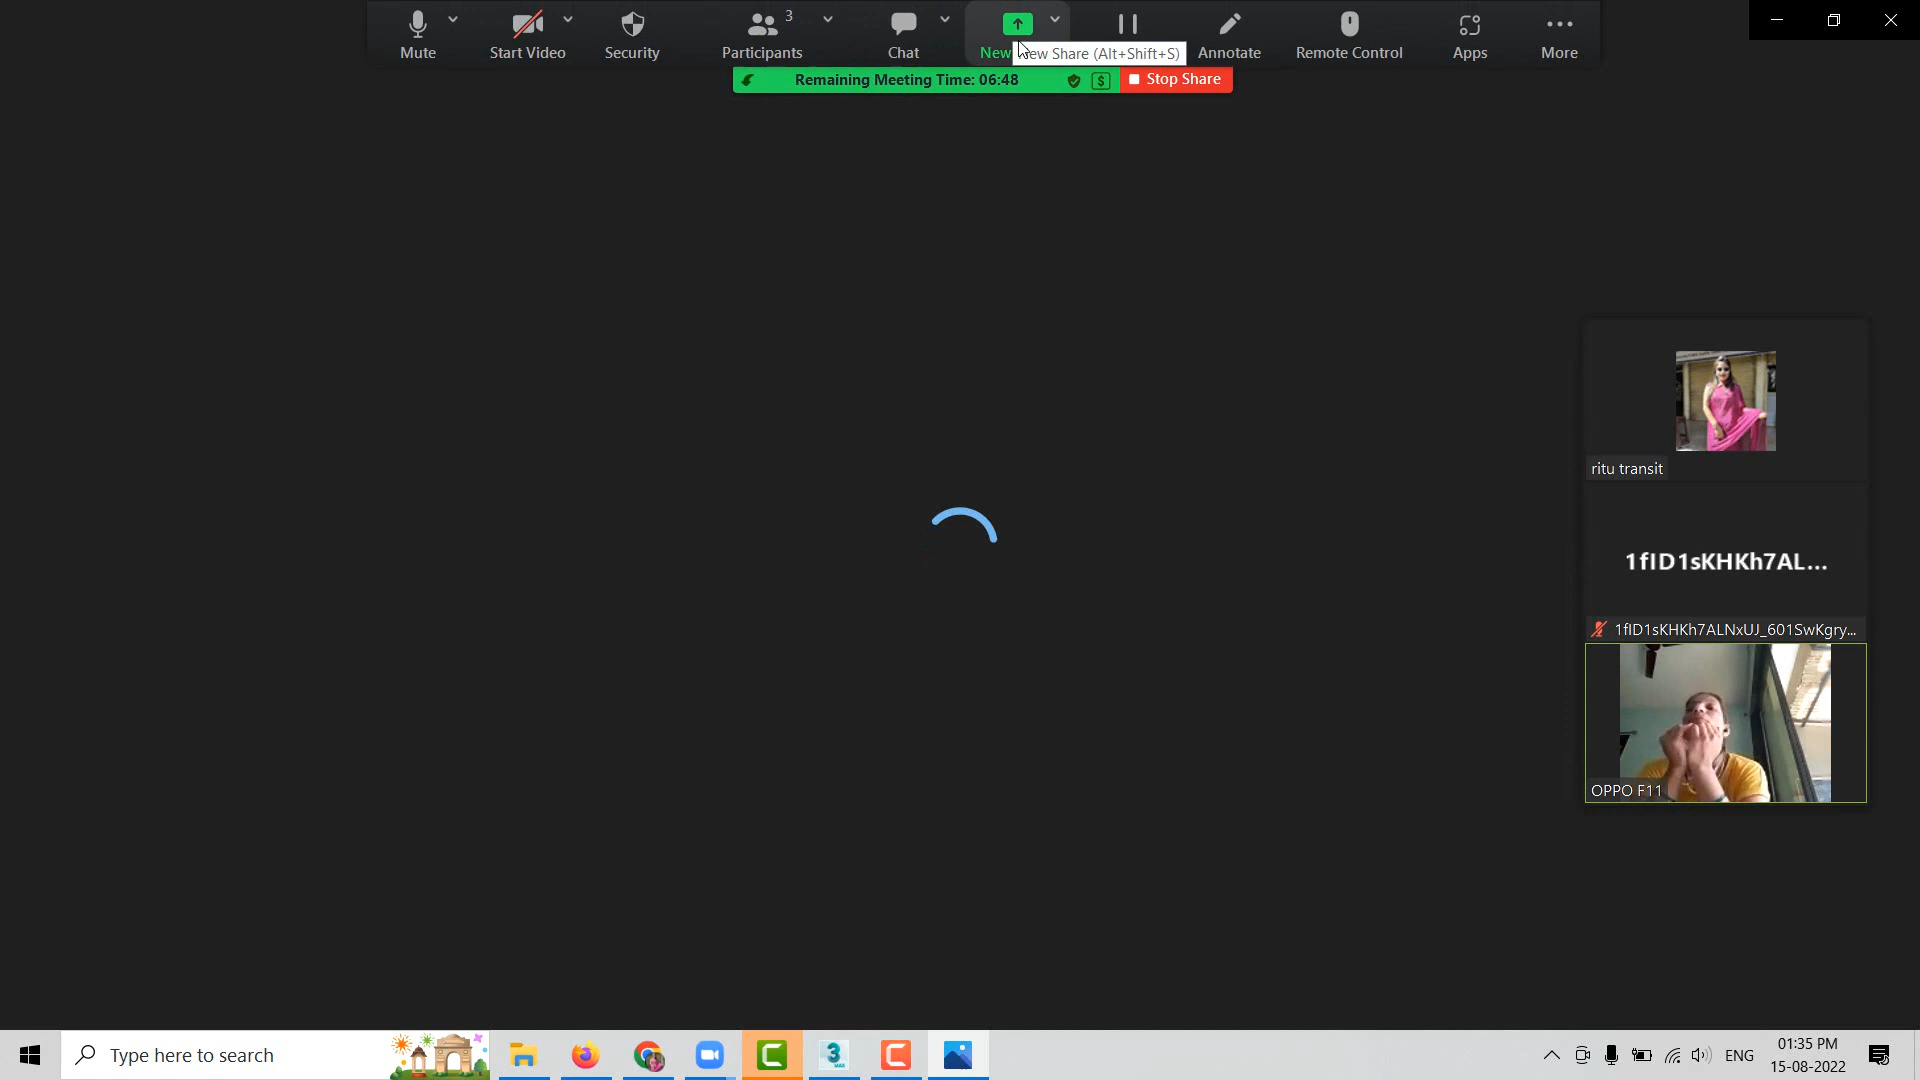 Mute
Start Video
Security
Participants
3
Chat
New
New Share (Alt+Shift+S)
Annotate
Remote Control
Apps
More
Remaining Meeting Time: 06:48
Stop Share
ritu transit
1fID1sKHKh7AL...
1fID1sKHKh7ALNxUJ_601SwKgry...
OPPO F11
Type here to search
ENG
01:35 PM
15-08-2022